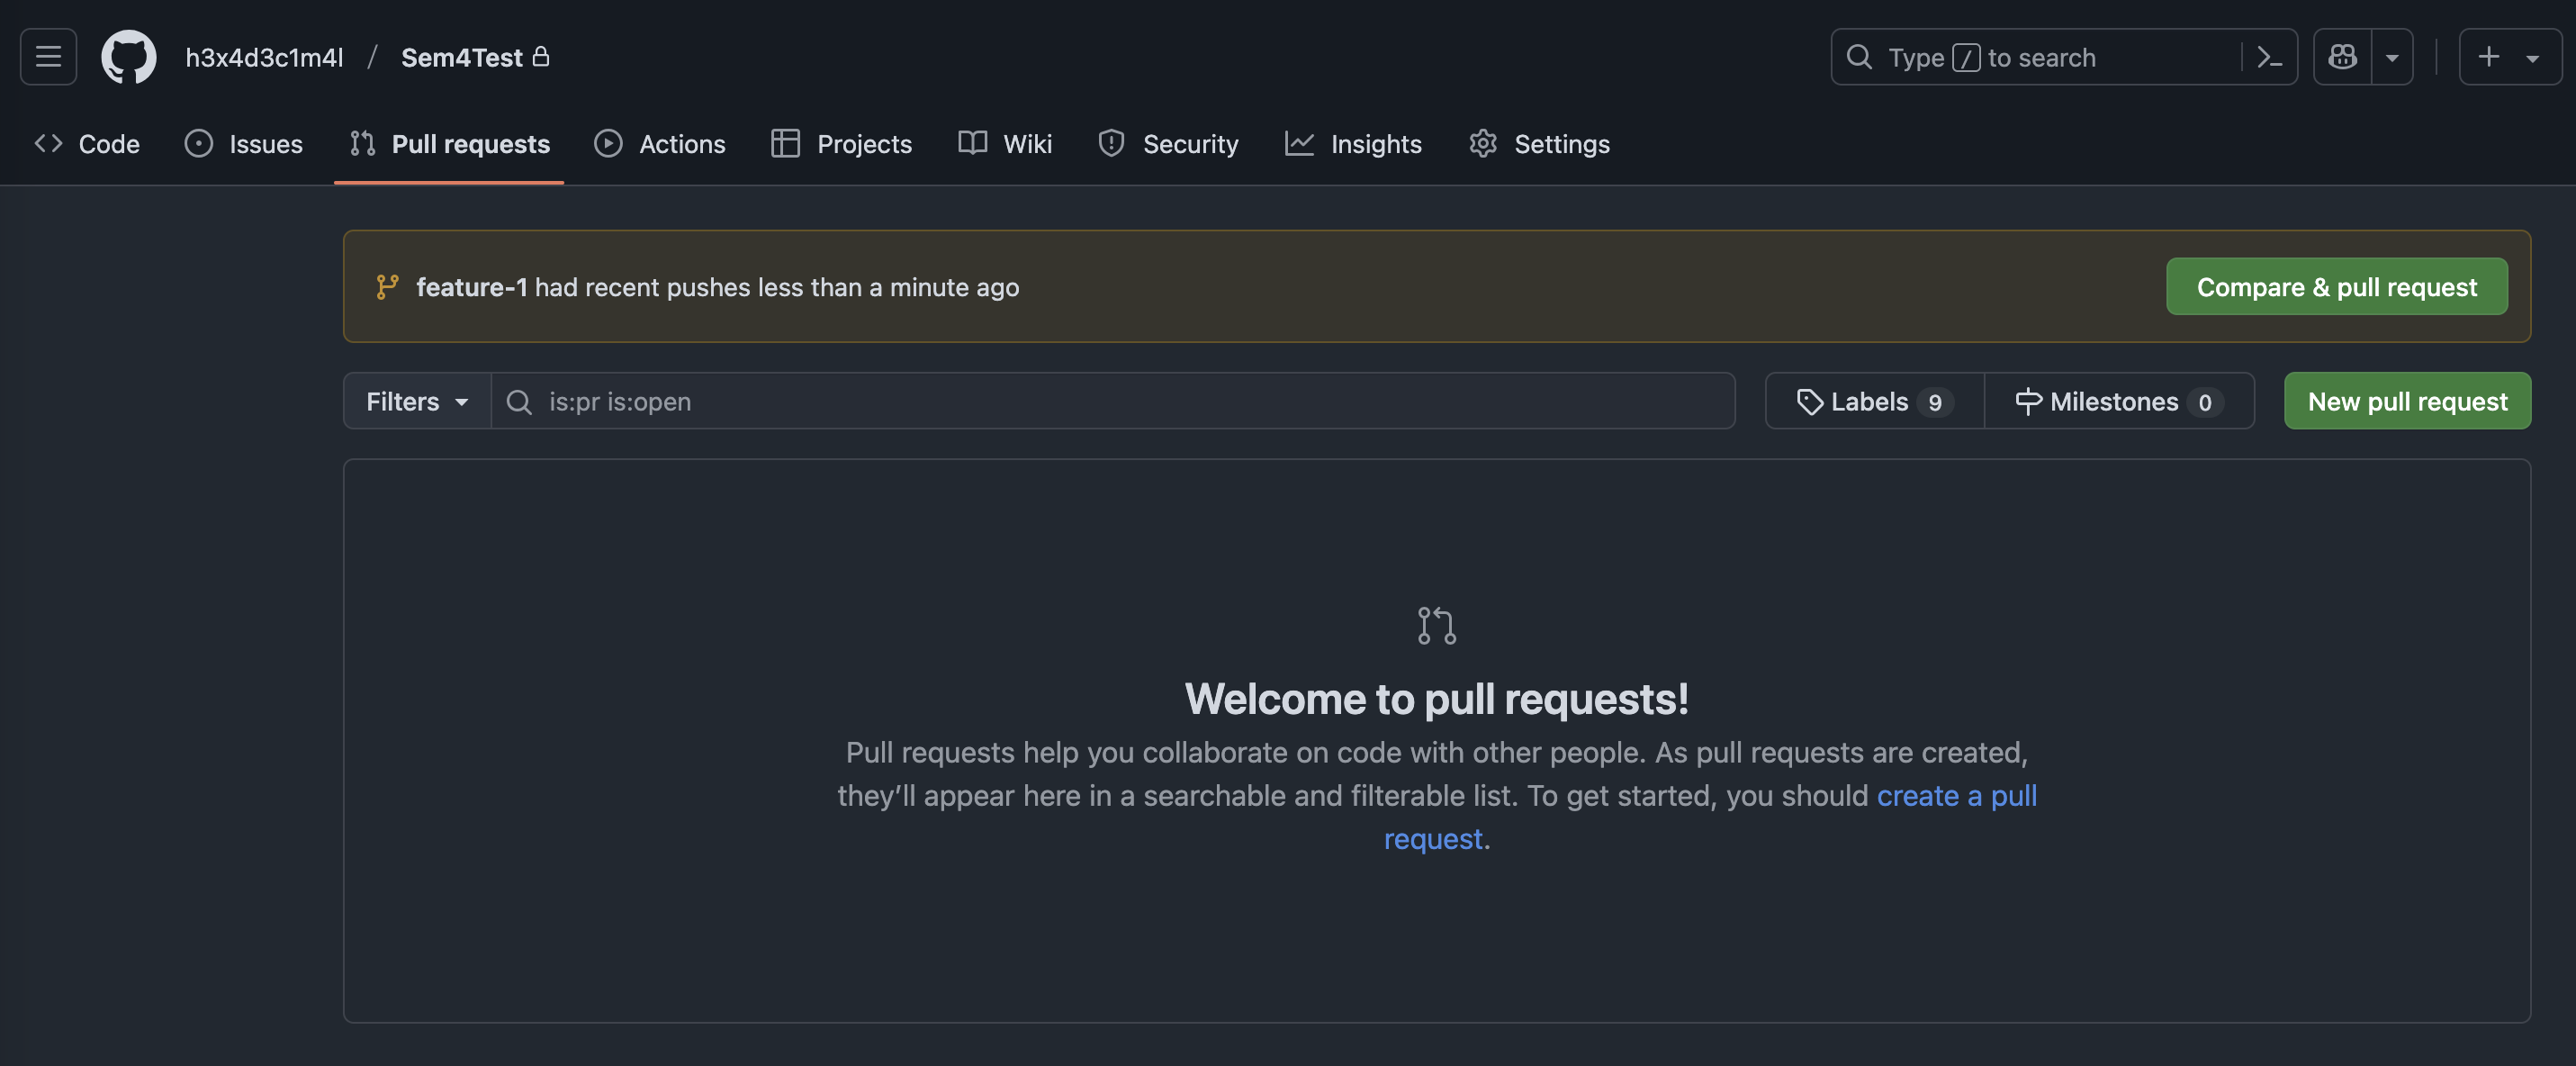 h3x4d3c1m4l / Sem4Test
Type / to search
Code
Issues
Pull requests
Actions
Projects
Wiki
Security
Insights
Settings
feature-1 had recent pushes less than a minute ago
Compare & pull request
Filters
is:pr is:open
Labels 9
Milestones 0
New pull request
Welcome to pull requests!
Pull requests help you collaborate on code with other people. As pull requests are created,
they’ll appear here in a searchable and filterable list. To get started, you should create a pull
request.